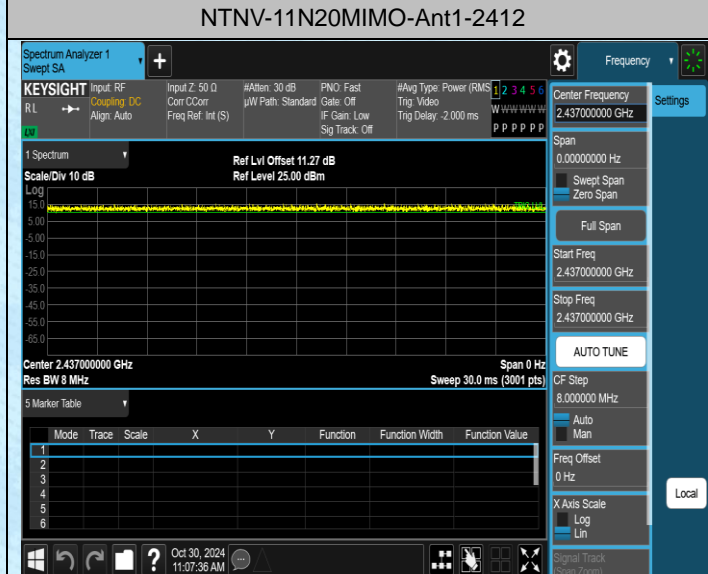 NTNV-11N20MIMO-Ant1-2412
Spectrum Analyzer 1
Swept SA
+
Frequency
KEYSIGHT
RL
LXI
Input: RF
Coupling: DC
Align: Auto
Input Z: 50 Ω
Corr CCorr
Freq Ref: Int (S)
#Atten: 30 dB
µW Path: Standard
PNO: Fast
Gate: Off
IF Gain: Low
Sig Track: Off
#Avg Type: Power (RMS
Trig: Video
Trig Delay: -2.000 ms
1 2 3 4 5 6
W W W W W W
P P P P P P
Center Frequency
2.437000000 GHz
Settings
Span
0.00000000 Hz
Swept Span
Zero Span
Full Span
Start Freq
2.437000000 GHz
Stop Freq
2.437000000 GHz
AUTO TUNE
CF Step
8.000000 MHz
Auto
Man
Freq Offset
0 Hz
X Axis Scale
Log
Lin
Signal Track
(Span Zoom)
Local
1 Spectrum
Scale/Div 10 dB
Log
Ref Lvl Offset 11.27 dB
Ref Level 25.00 dBm
15.0
5.00
-5.00
-15.0
-25.0
-35.0
-45.0
-55.0
-65.0
Center 2.437000000 GHz
Res BW 8 MHz
Span 0 Hz
Sweep 30.0 ms (3001 pts)
5 Marker Table
Mode Trace Scale X Y Function Function Width Function Value
1
2
3
4
5
6
?
Oct 30, 2024
11:07:36 AM